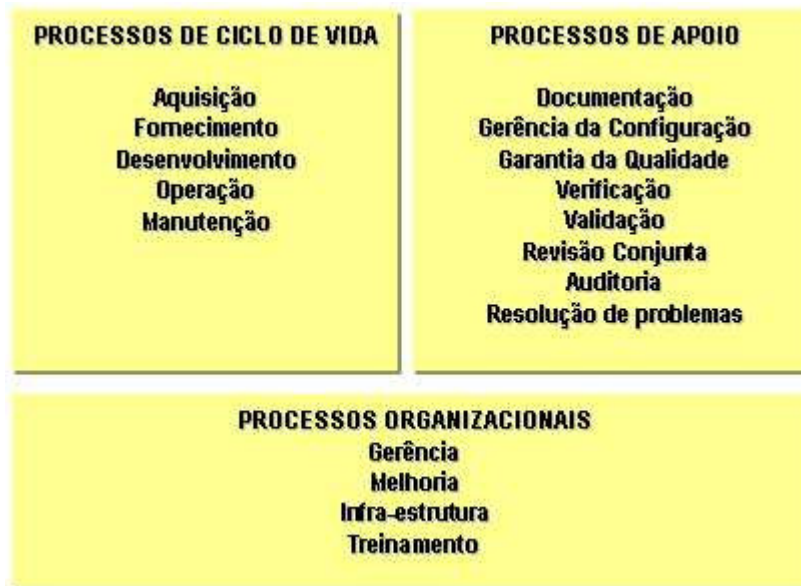 PROCESSOS DE CICLO DE VIDA
Aquisição
Fornecimento
Desenvolvimento
Operação
Manutenção
PROCESSOS DE APOIO
Documentação
Gerência da Configuração
Garantia da Qualidade
Verificação
Validação
Revisão Conjunta
Auditoria
Resolução de problemas
PROCESSOS ORGANIZACIONAIS
Gerência
Melhoria
Infra-estrutura
Treinamento